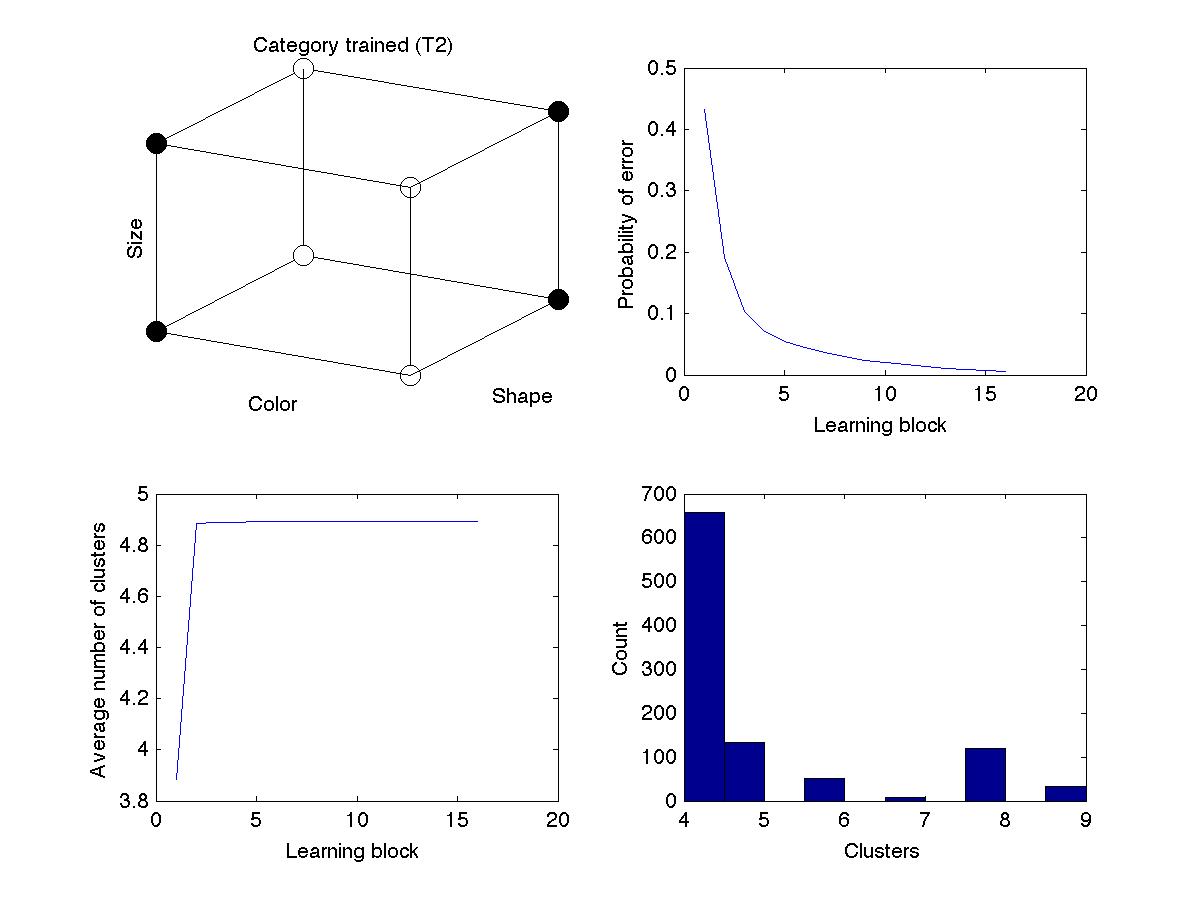 Category trained (T2)
Size
Color
Shape
0.5
0.4
0.3
0.2
0.1
0
Probability of error
0 5 10 15 20
Learning block
5
4.8
4.6
4.4
4.2
4
3.8
Average number of clusters
0 5 10 15 20
Learning block
700
600
500
400
300
200
100
0
Count
4 5 6 7 8 9
Clusters